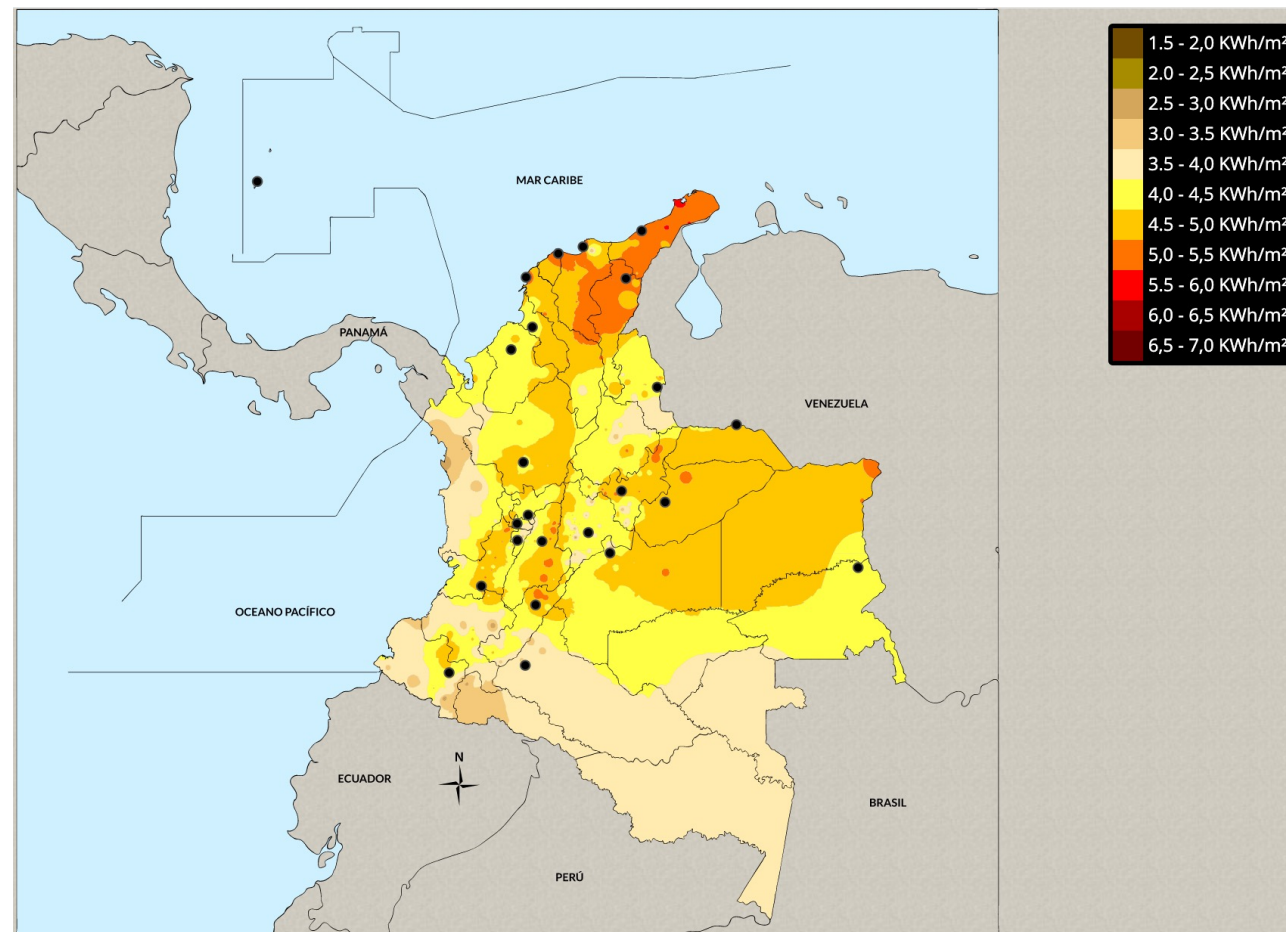 1.5 - 2,0 KWh/m²
2.0 - 2,5 KWh/m²
2.5 - 3,0 KWh/m²
3.0 - 3.5 KWh/m²
3.5 - 4,0 KWh/m²
4,0 - 4,5 KWh/m²
4.5 - 5,0 KWh/m²
5,0 - 5,5 KWh/m²
5.5 - 6,0 KWh/m²
6,0 - 6,5 KWh/m²
6,5 - 7,0 KWh/m²
MAR CARIBE
PANAMÁ
VENEZUELA
OCEANO PACÍFICO
N
ECUADOR
BRASIL
PERÚ